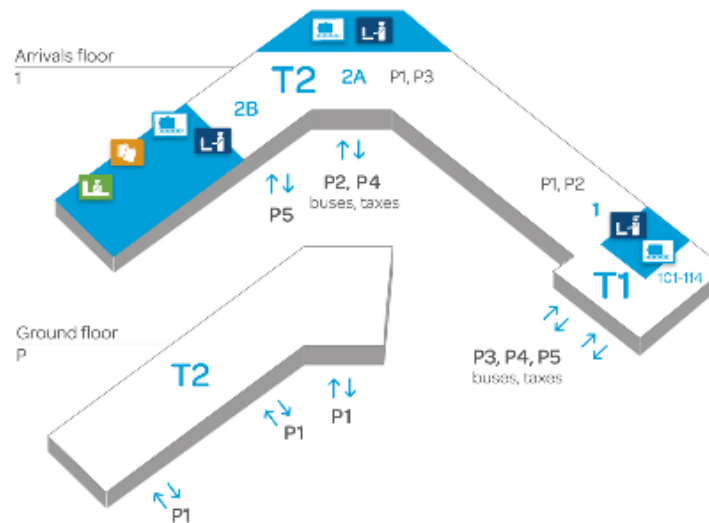 Arrivals floor
1
T2
2A
P1, P3
2B
P5
P2, P4
buses, taxes
P1, P2
1
T1
101-114
P3, P4, P5
buses, taxes
Ground floor
P
T2
P1
P1
P1